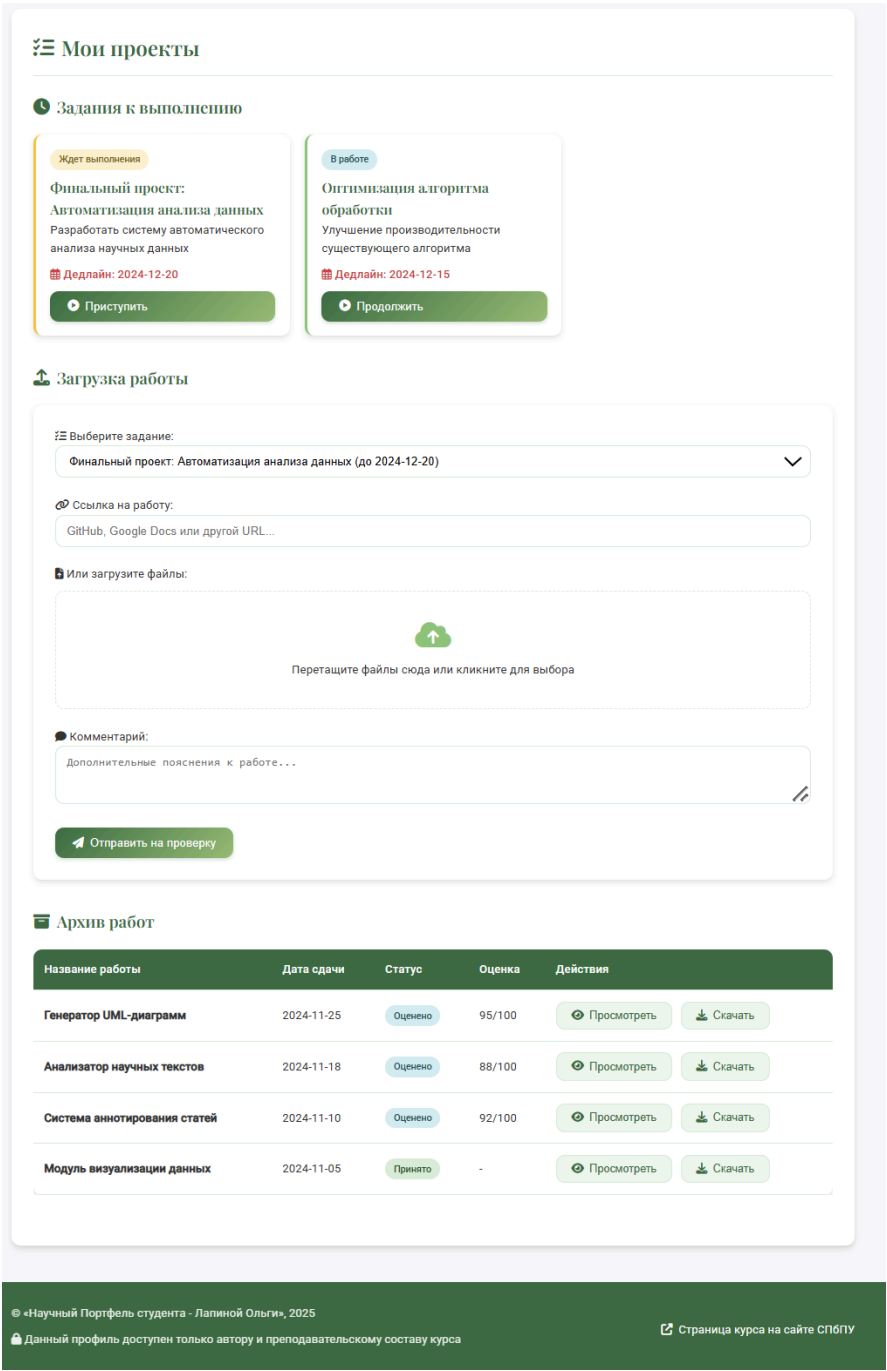 Мои проекты
Задания к выполнению
Ждет выполнения
Финальный проект:
Автоматизация анализа данных
Разработать систему автоматического
анализа научных данных
Дедлайн: 2024-12-20
Приступить
В работе
Оптимизация алгоритма
обработки
Улучшение производительности
существующего алгоритма
Дедлайн: 2024-12-15
Продолжить
Загрузка работы
Выберите задание:
Финальный проект: Автоматизация анализа данных (до 2024-12-20)
Ссылка на работу:
GitHub, Google Docs или другой URL...
Или загрузите файлы:
Перетащите файлы сюда или кликните для выбора
Комментарий:
Дополнительные пояснения к работе...
Отправить на проверку
Архив работ
Название работы Дата сдачи Статус Оценка Действия
Генератор UML-диаграмм 2024-11-25 Оценено 95/100 Просмотреть Скачать
Анализатор научных текстов 2024-11-18 Оценено 88/100 Просмотреть Скачать
Система аннотирования статей 2024-11-10 Оценено 92/100 Просмотреть Скачать
Модуль визуализации данных 2024-11-05 Принято - Просмотреть Скачать
© «Научный Портфель студента - Лапиной Ольги», 2025
Данный профиль доступен только автору и преподавательскому составу курса
Страница курса на сайте СПбПУ